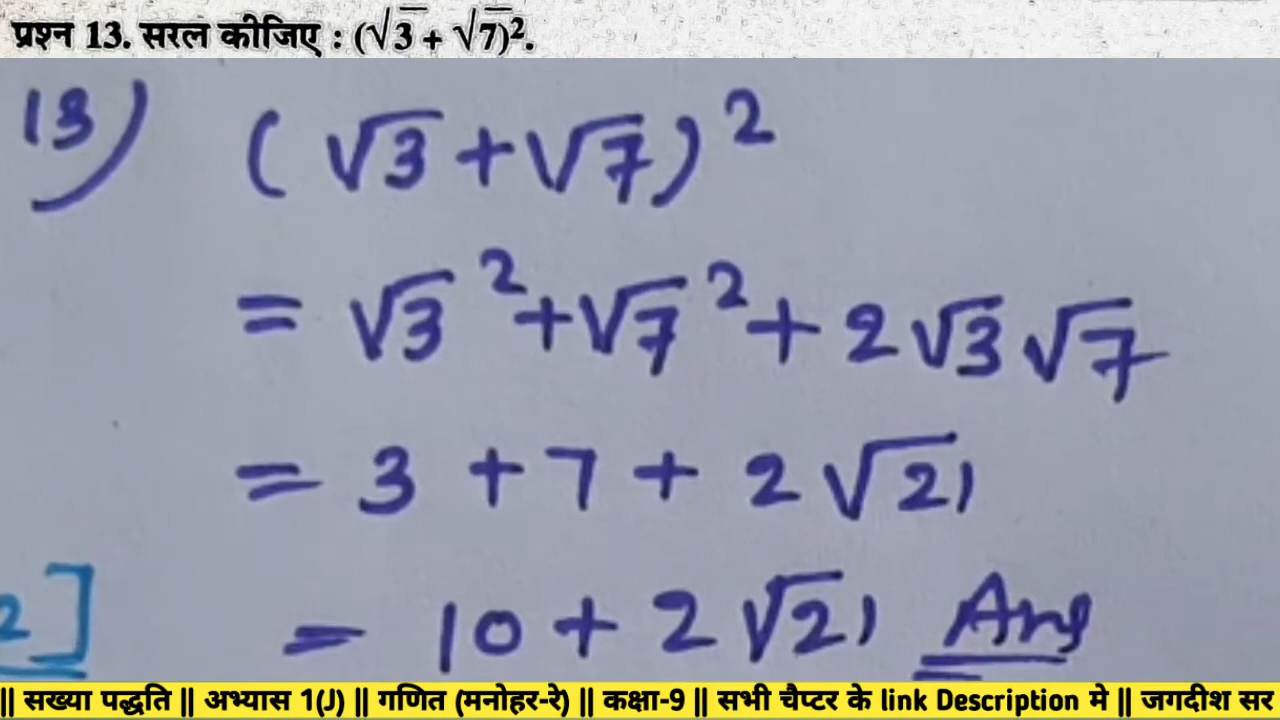 प्रश्न 13. सरल कीजिए : (√3 + √7)².
13) (√3 + √7)²
= √3² + √7² + 2√3√7
= 3 + 7 + 2√21
2] = 10 + 2√21 Ans
|| सख्या पद्धति || अभ्यास 1(J) || गणित (मनोहर-रे) || कक्षा-9 || सभी चैप्टर के link Description मे || जगदीश सर